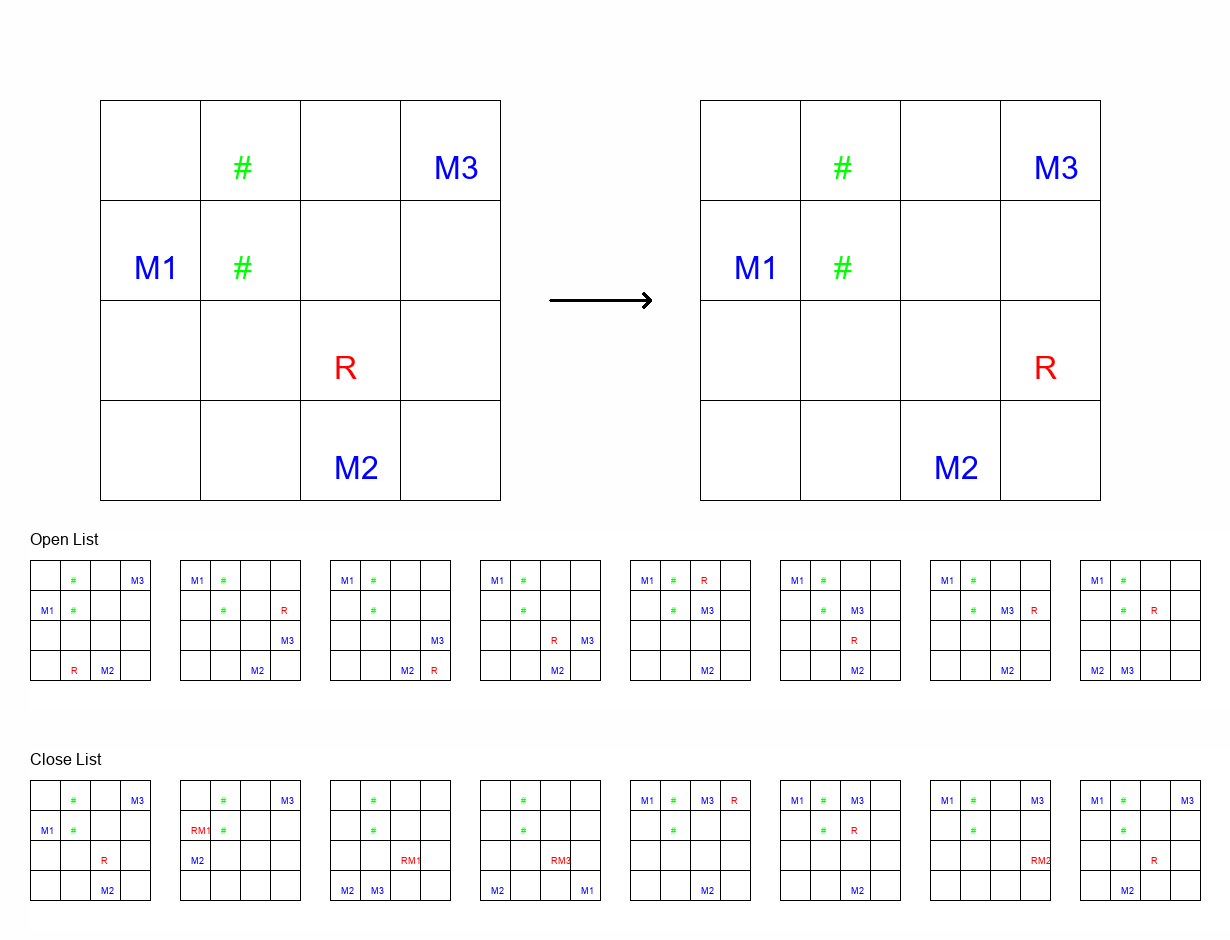 # M3 # M3
M1 # M1 #
R R
M2 M2
Open List
# M3 M1 # M1 # M1 # M1 # R M1 # M1 # M1 #
M1 # # R # # # M3 # M3 # M3 R # R
M3 M3 R M3 R
R M2 M2 M2 R M2 M2 M2 M2 M2 M3
Close List
# M3 # M3 # # M1 # M3 R M1 # M3 M1 # M3 M1 # M3
M1 # RM1 # # # # # R # #
R M2 RM1 RM3 RM2 R
M2 M2 M3 M2 M1 M2 M2 M2